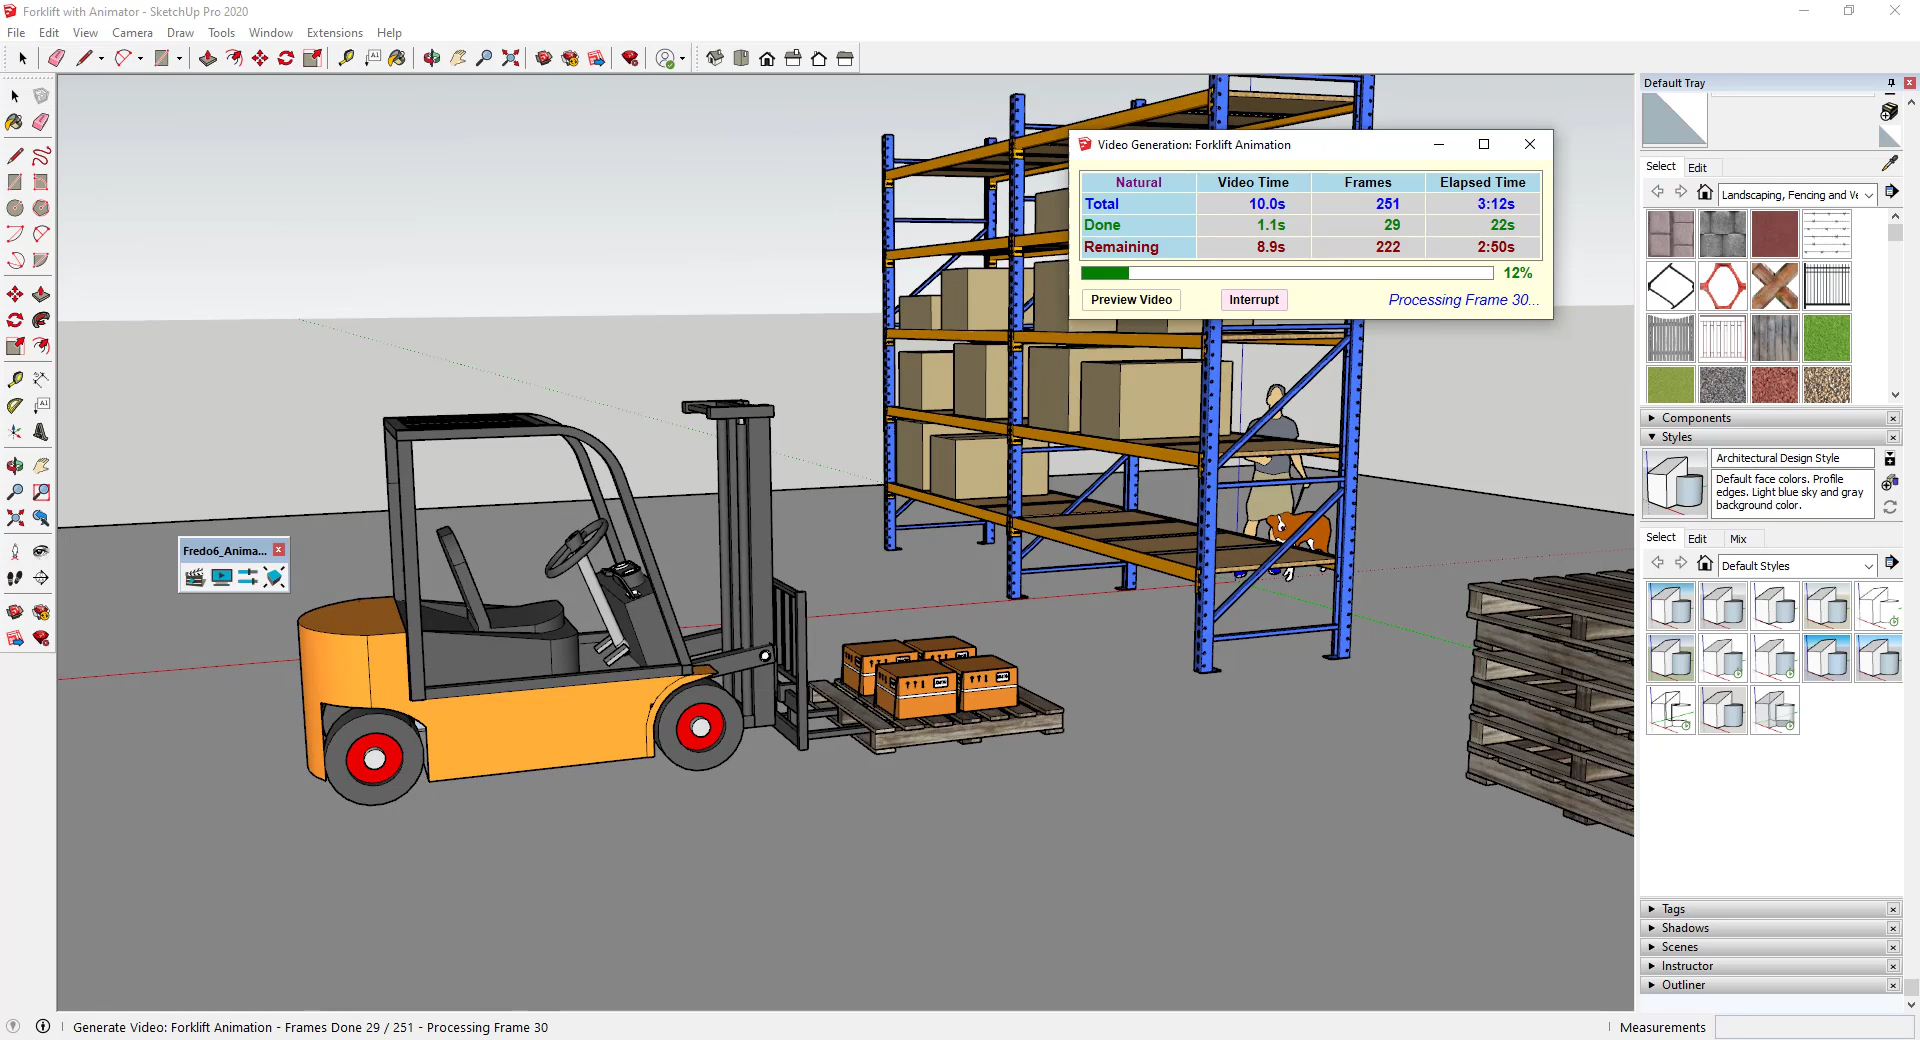 Forklift with Animator - SketchUp Pro 2020
File Edit View Camera Draw Tools Window Extensions Help
Default Tray
Video Generation: Forklift Animation
Natural Video Time Frames Elapsed Time
Total 10.0s 251 3:12s
Done 1.1s 29 22s
Remaining 8.9s 222 2:50s
12%
Preview Video Interrupt Processing Frame 30...
Select Edit
Landscaping, Fencing and Ve
Components
Styles
Architectural Design Style
Default face colors. Profile
edges. Light blue sky and gray
background color.
Select Edit Mix
Default Styles
Fredo6_Anima...
Tags
Shadows
Scenes
Instructor
Outliner
Generate Video: Forklift Animation - Frames Done 29 / 251 - Processing Frame 30
Measurements